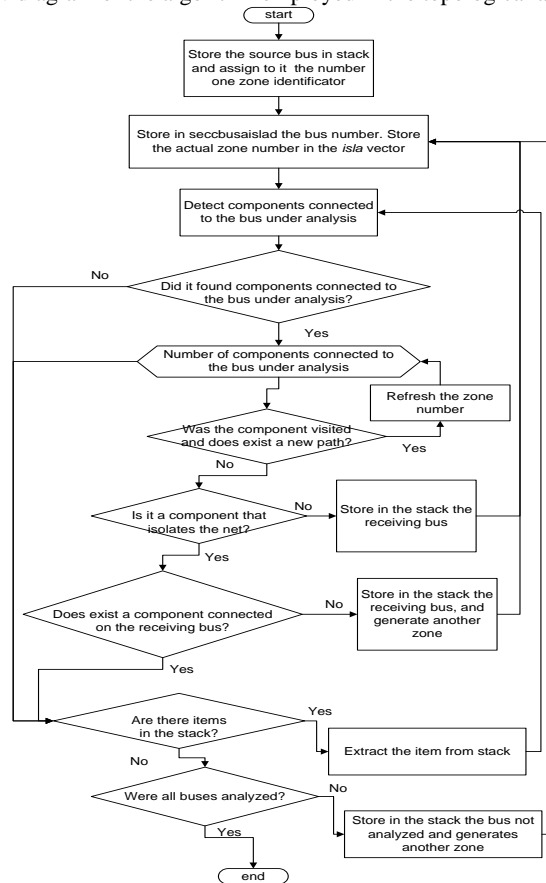 start
Store the source bus in stack
and assign to it the number
one zone identificator
Store in seccbusaislad the bus number. Store
the actual zone number in the isla vector
Detect components connected
to the bus under analysis
No
Did it found components connected to
the bus under analysis?
Yes
Number of components connected to
the bus under analysis
Refresh the zone
number
Was the component visited
and does exist a new path?
Yes
No
Is it a component that
isolates the net?
No
Store in the stack the
receiving bus
Yes
Does exist a component connected
on the receiving bus?
No
Store in the stack the
receiving bus, and
generate another
zone
Yes
Are there items
in the stack?
Yes
Extract the item from stack
No
Were all buses analyzed?
No
Store in the stack the bus not
analyzed and generates
another zone
Yes
end